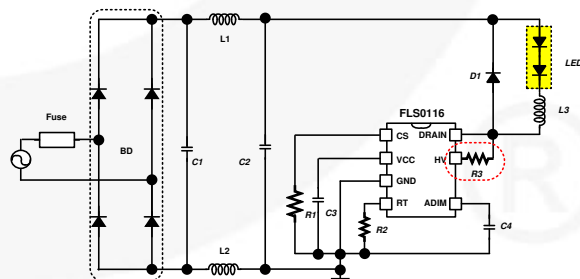 L1
LED
D1
L3
Fuse
FLS0116
CS
DRAIN
BD
C1
C2
VCC
HV
R3
GND
R1
C3
RT
ADIM
R2
C4
L2